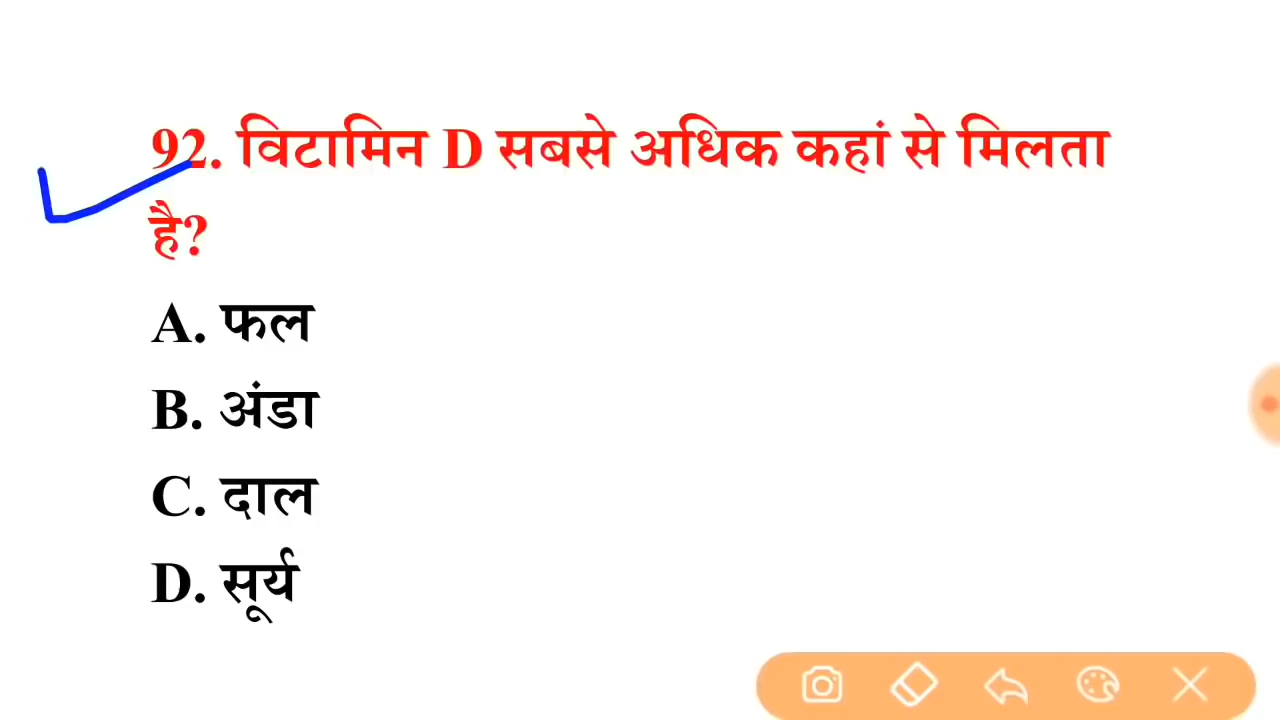 92. विटामिन D सबसे अधिक कहां से मिलता
है?
A. फल
B. अंडा
C. दाल
D. सूर्य